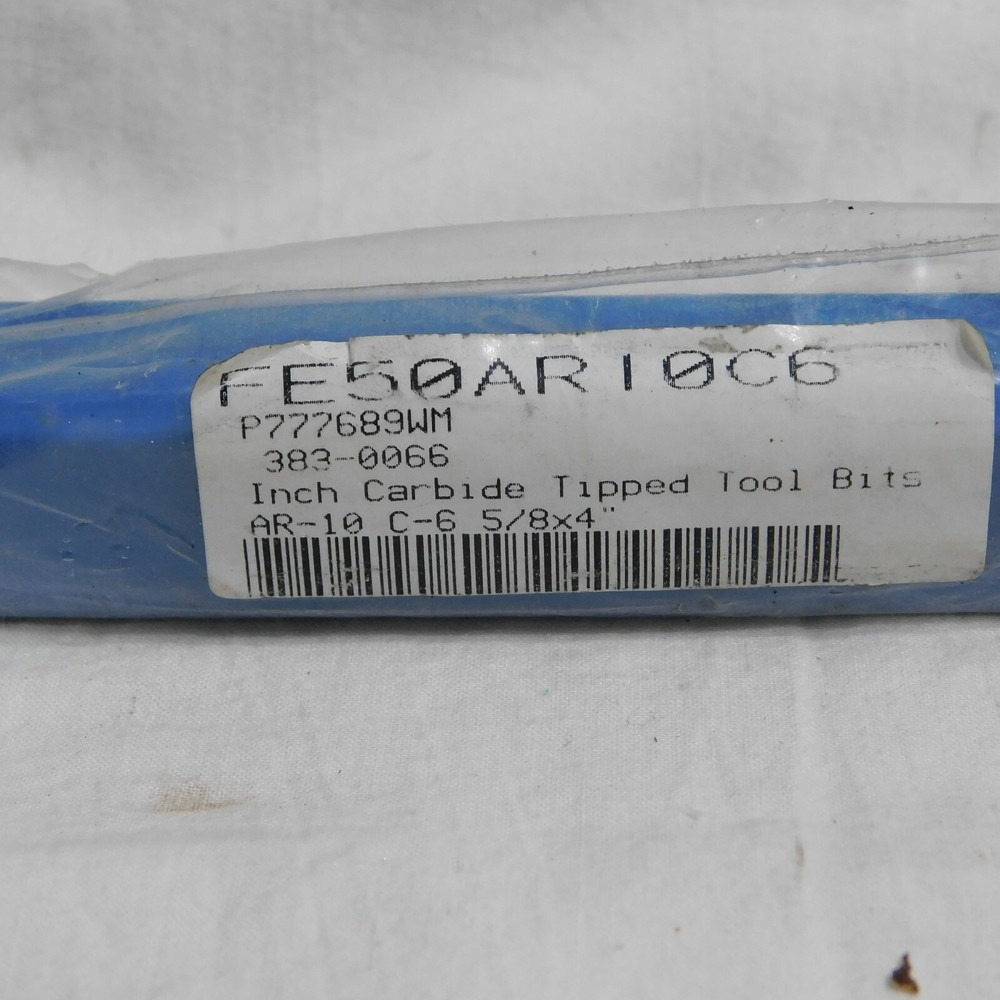 FE50AR10C6
P777689WM
383-0066
Inch Carbide Tipped Tool Bits
AR-10 C-6 5/8x4"